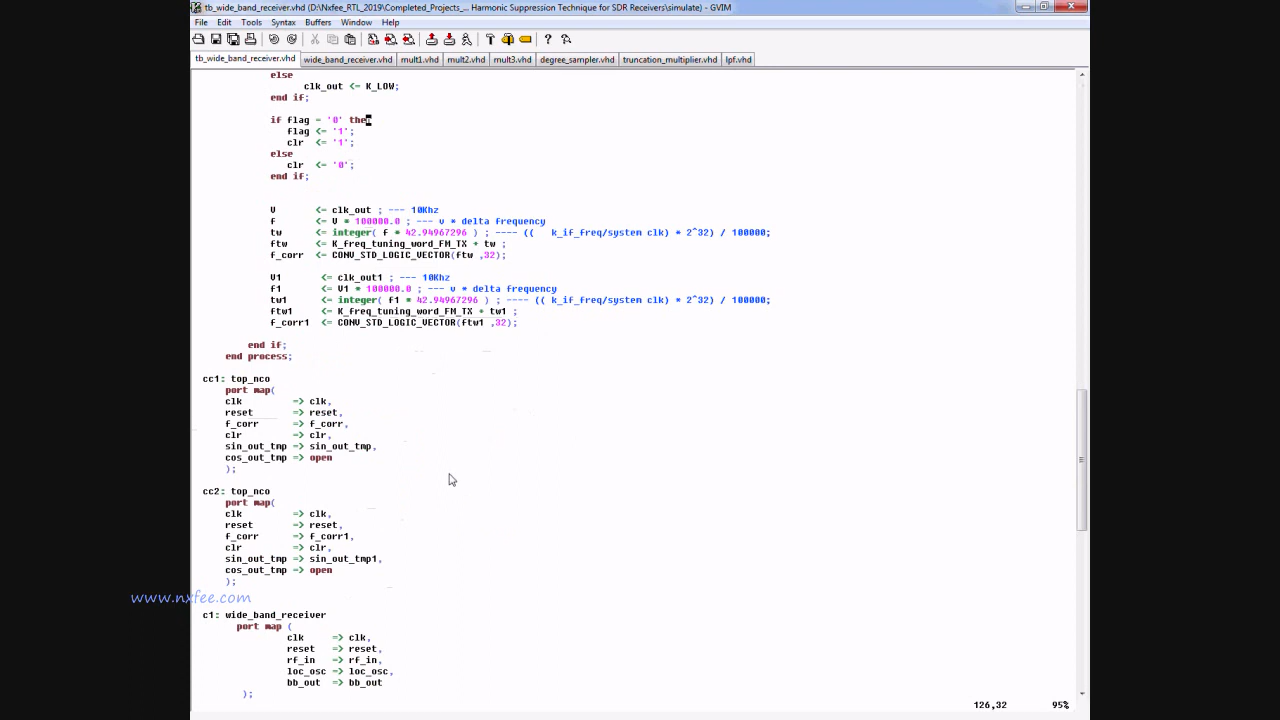 tb_wide_band_receiver.vhd (D:\Nxfee_RTL_2019\Completed_Projects_... Harmonic Suppression Technique for SDR Receivers\simulate) - GVIM
File Edit Tools Syntax Buffers Window Help
tb_wide_band_receiver.vhd wide_band_receiver.vhd mult1.vhd mult2.vhd mult3.vhd degree_sampler.vhd truncation_multiplier.vhd lpf.vhd
else
clk_out <= K_LOW;
end if;
if flag = '0' then
flag <= '1';
clr <= '1';
else
clr <= '0';
end if;
V <= clk_out ; --- 10Khz
f <= V * 100000.0 ; --- v * delta frequency
tw <= integer( f * 42.94967296 ) ; ---- (( k_if_freq/system clk) * 2^32) / 100000;
ftw <= K_freq_tuning_word_FM_TX + tw ;
f_corr <= CONV_STD_LOGIC_VECTOR(ftw ,32);
V1 <= clk_out1 ; --- 10Khz
f1 <= V1 * 100000.0 ; --- v * delta frequency
tw1 <= integer( f1 * 42.94967296 ) ; ---- (( k_if_freq/system clk) * 2^32) / 100000;
ftw1 <= K_freq_tuning_word_FM_TX + tw1 ;
f_corr1 <= CONV_STD_LOGIC_VECTOR(ftw1 ,32);
end if;
end process;
cc1: top_nco
port map(
clk => clk,
reset => reset,
f_corr => f_corr,
clr => clr,
sin_out_tmp => sin_out_tmp,
cos_out_tmp => open
);
cc2: top_nco
port map(
clk => clk,
reset => reset,
f_corr => f_corr1,
clr => clr,
sin_out_tmp => sin_out_tmp1,
cos_out_tmp => open
);
www.nxfee.com
c1: wide_band_receiver
port map (
clk => clk,
reset => reset,
rf_in => rf_in,
loc_osc => loc_osc,
bb_out => bb_out
);
126,32 95%